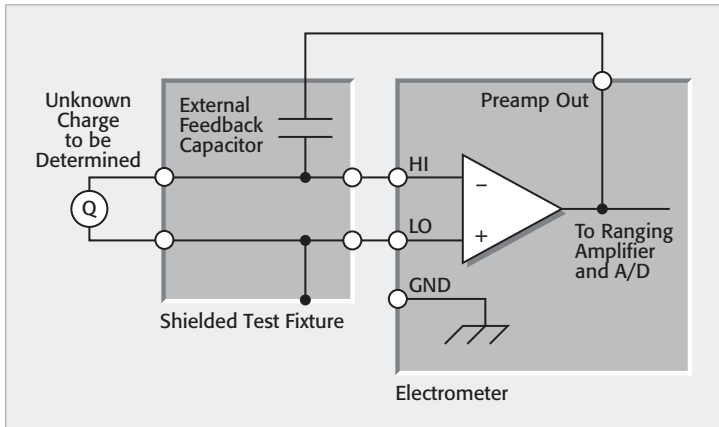 Unknown
Charge
to be
Determined
Q
External
Feedback
Capacitor
Shielded Test Fixture
Preamp Out
HI
−
LO
+
To Ranging
Amplifier
and A/D
GND
Electrometer